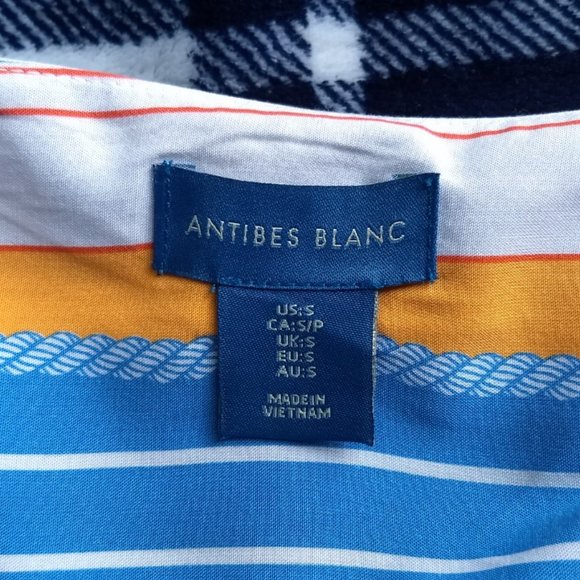 ANTIBES BLANC
US:S
CA:S/P
UK:S
EU:S
AU:S
MADE IN
VIETNAM